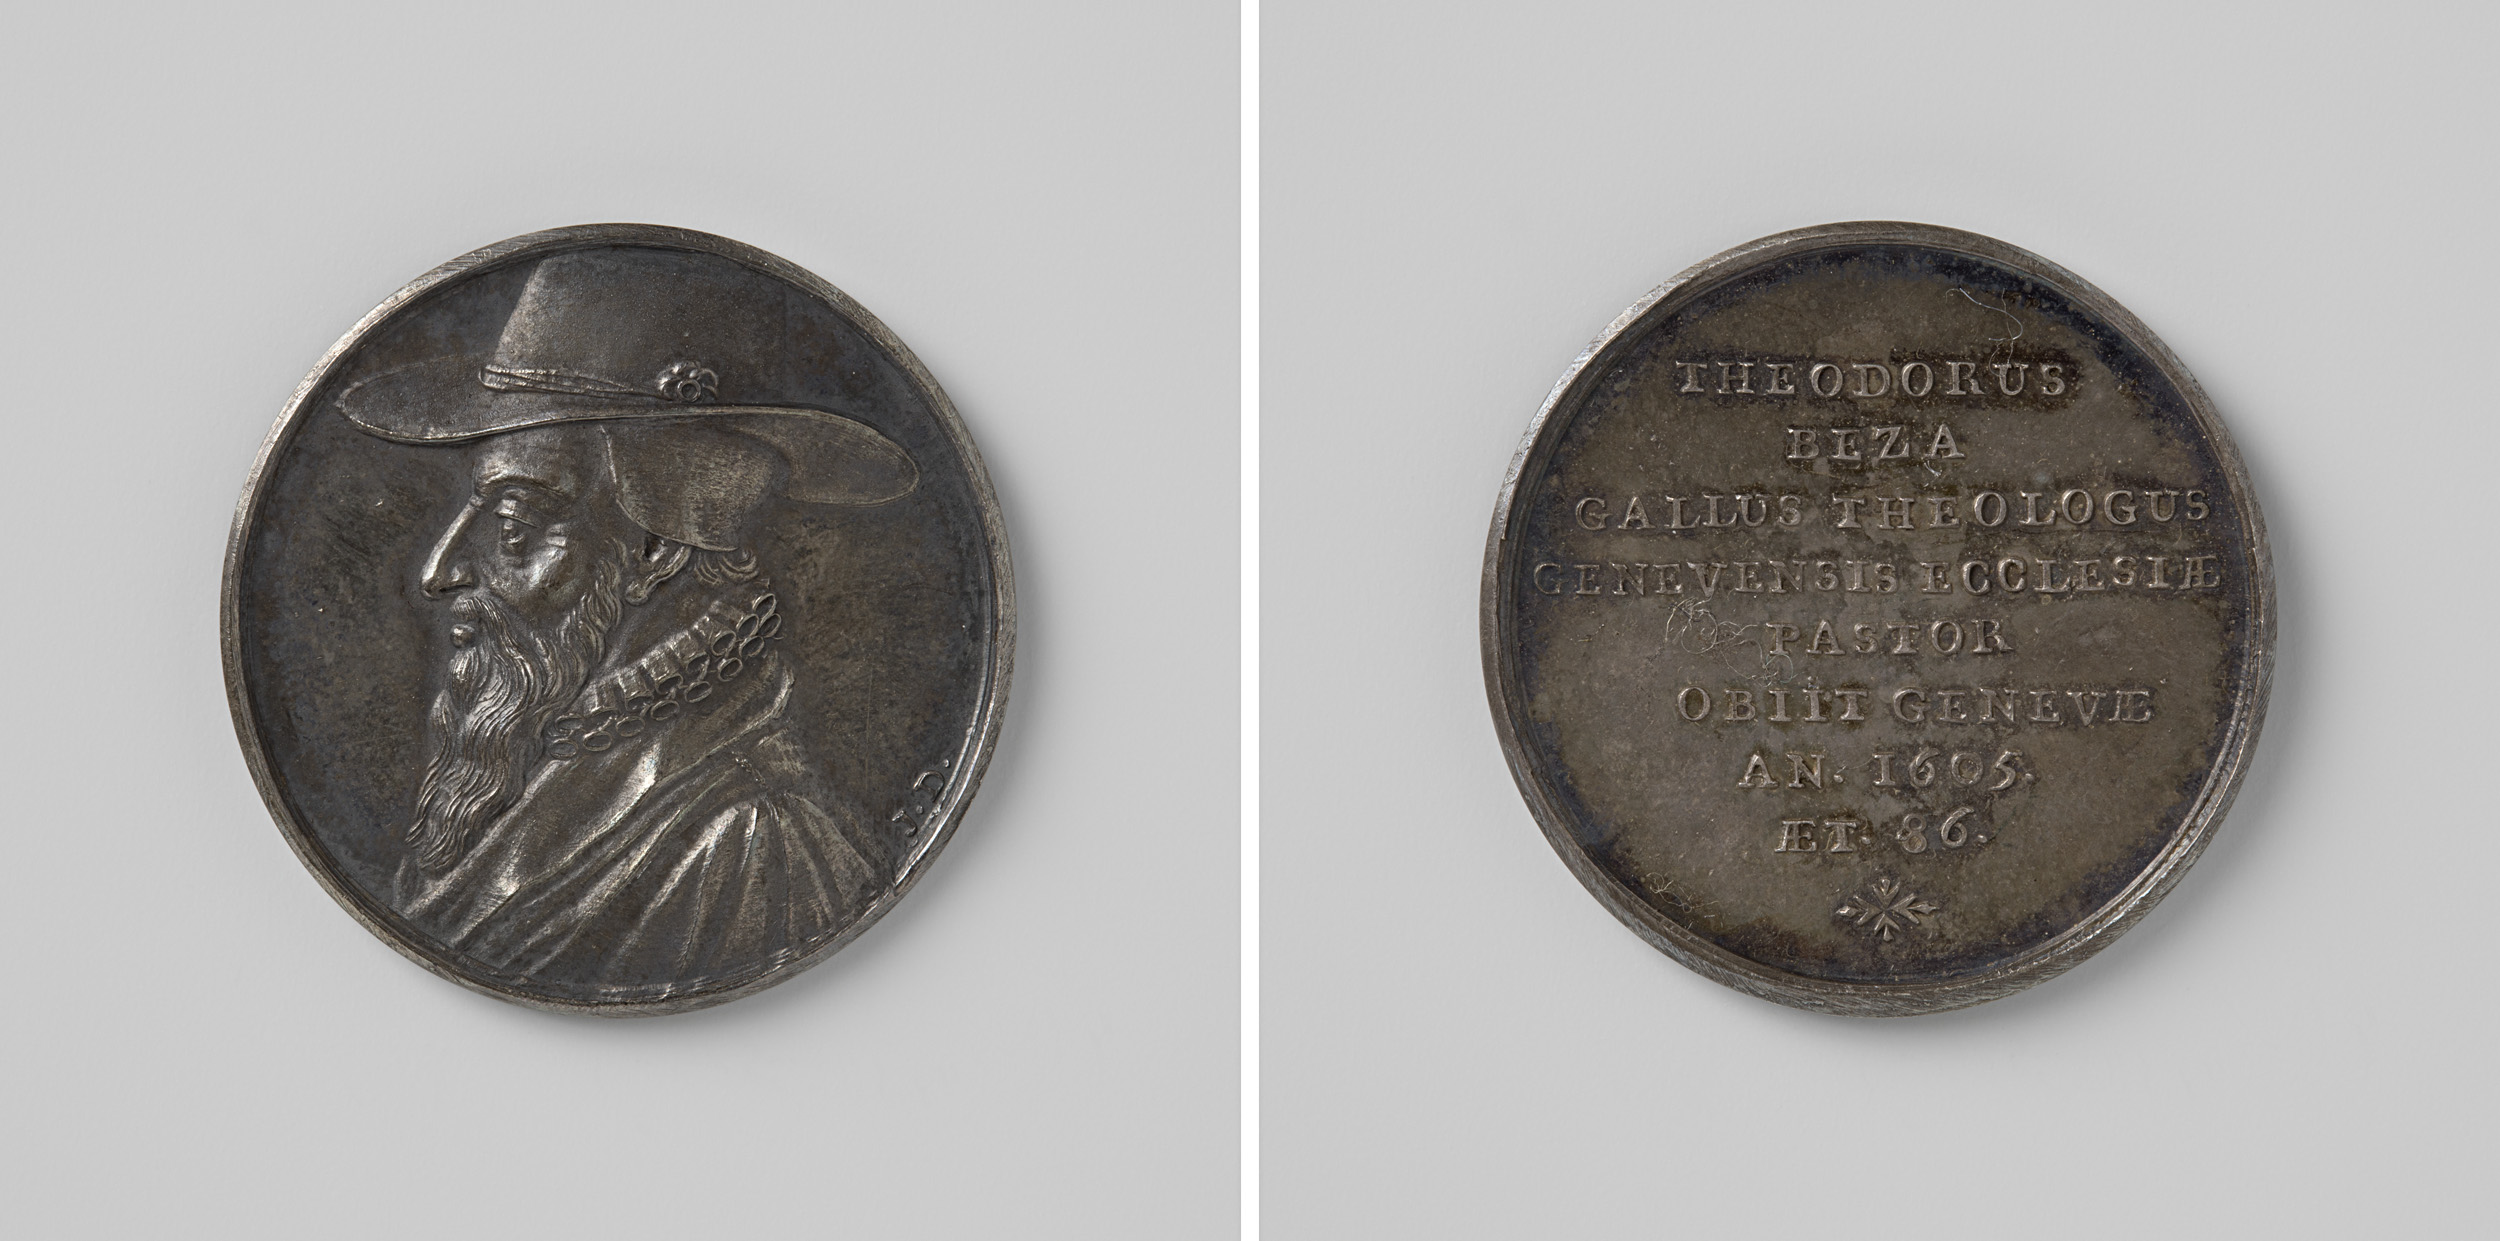 J.D.
THEODORUS
BEZA
GALLUS THEOLOGUS
GENEVENSIS ECCLESIÆ
PASTOR
OBIIT GENEVÆ
AN. 1605.
ÆT. 86.